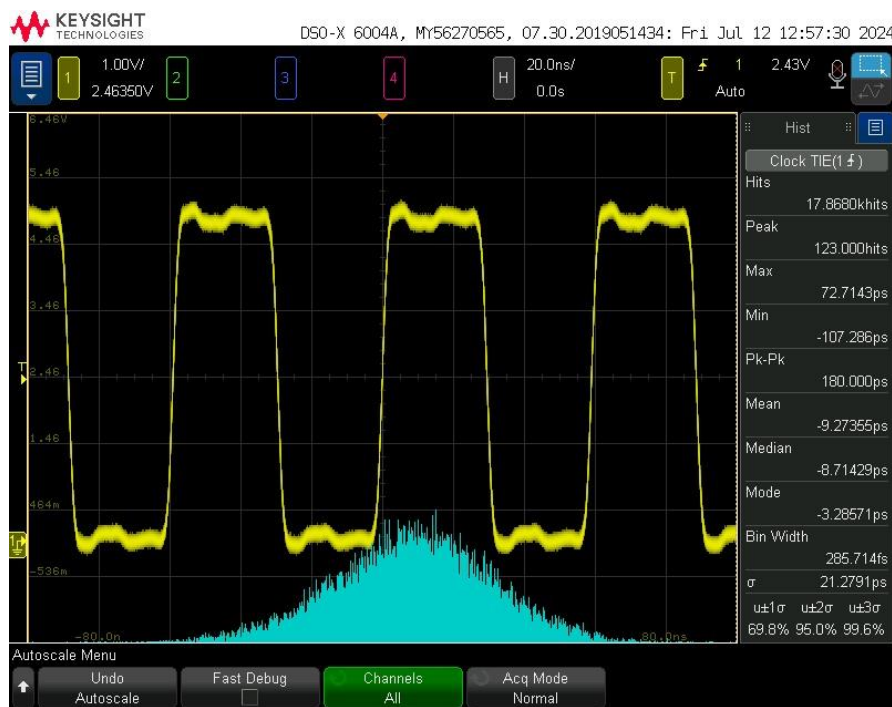 KEYSIGHT
TECHNOLOGIES
DSO-X 6004A, MY56270565, 07.30.2019051434: Fri Jul 12 12:57:30 2024
1 1.00V/ 2 3 4 H 20.0ns/ T 1 2.43V
2.46350V 0.0s Auto
6.46V
5.46
4.46
3.46
T
2.46
1.46
464m
1
-536m
-80.0n 80.0ns
Hist
Clock TIE(1)
Hits
17.8680khits
Peak
123.000hits
Max
72.7143ps
Min
-107.286ps
Pk-Pk
180.000ps
Mean
-9.27355ps
Median
-8.71429ps
Mode
-3.28571ps
Bin Width
285.714fs
σ 21.2791ps
u±1σ u±2σ u±3σ
69.8% 95.0% 99.6%
Autoscale Menu
Undo Fast Debug Channels Acq Mode
Autoscale All Normal